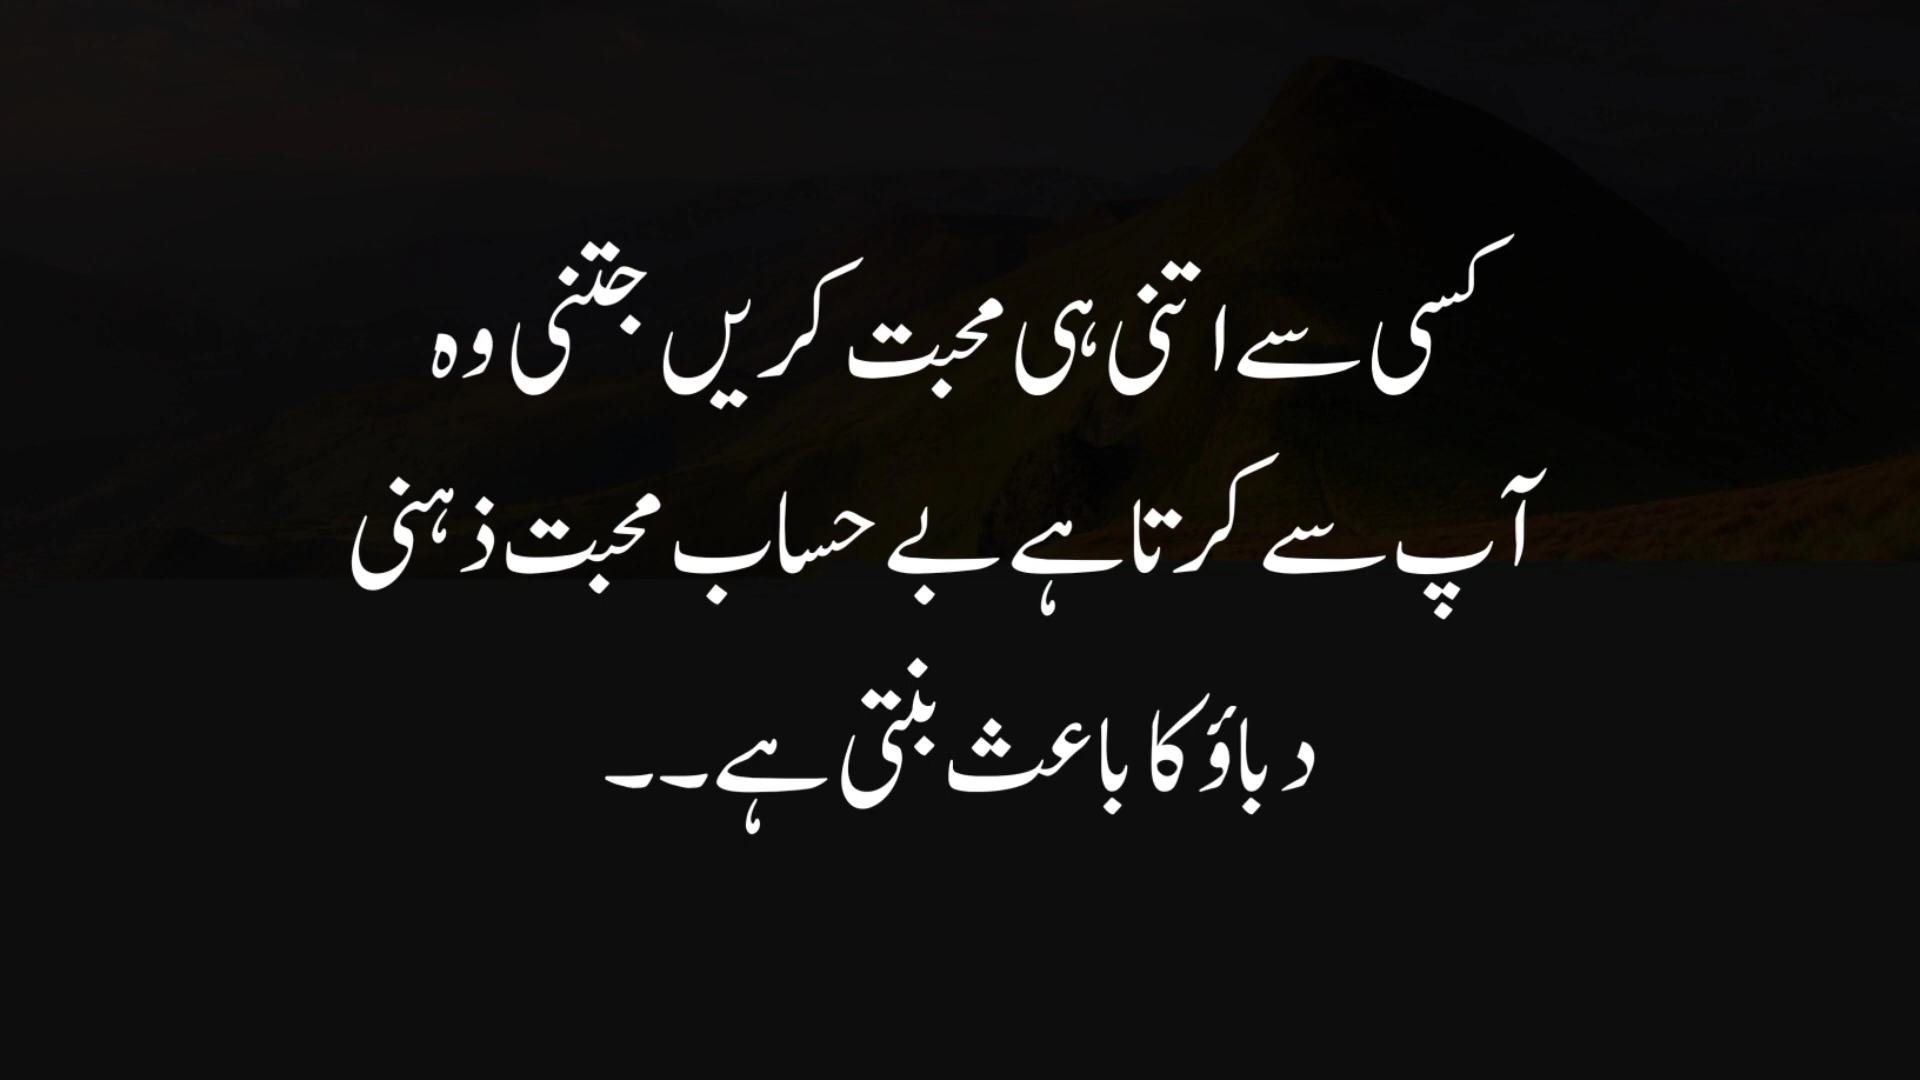 کسی سے اتنی ہی محبت کریں جتنی وہ
آپ سے کرتا ہے بے حساب محبت ذہنی
دباؤ کا باعث بنتی ہے۔۔۔